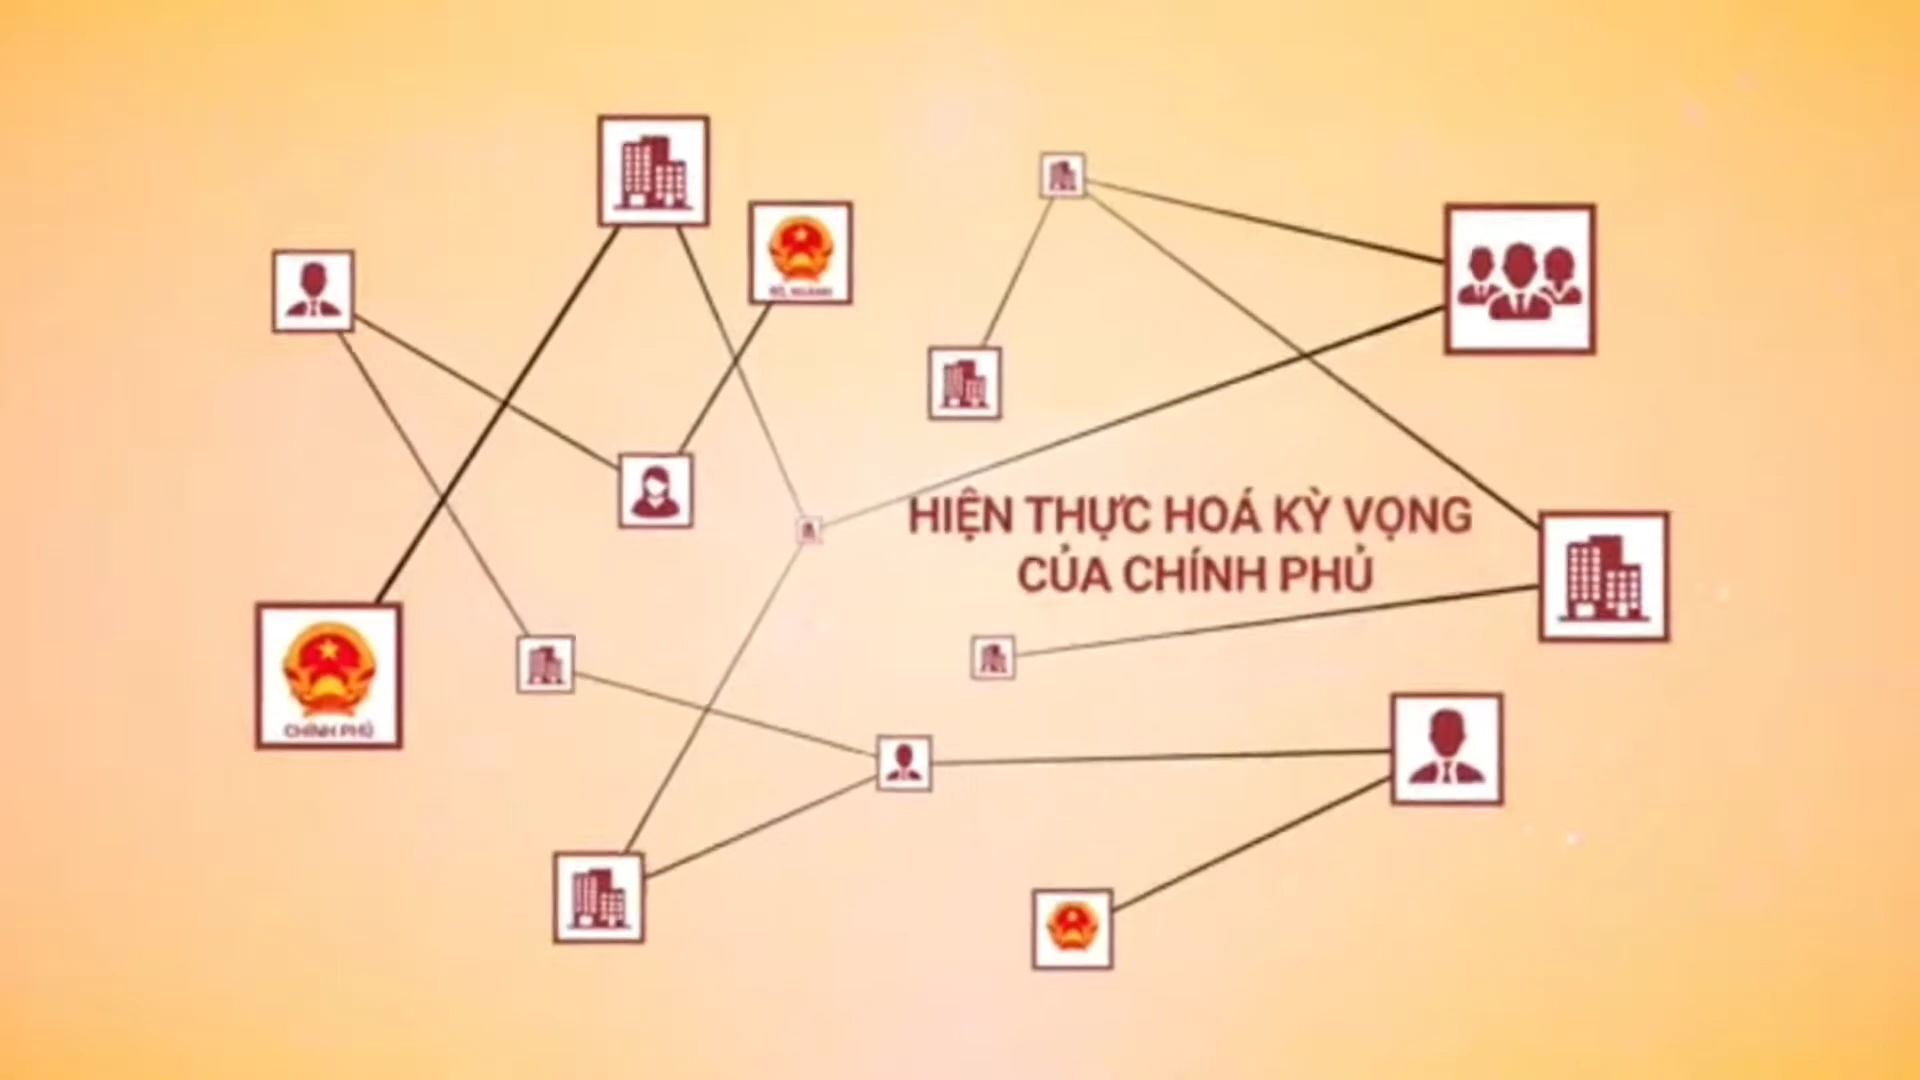 BỘ, NGÀNH
HIỆN THỰC HOÁ KỲ VỌNG
CỦA CHÍNH PHỦ
CHÍNH PHỦ